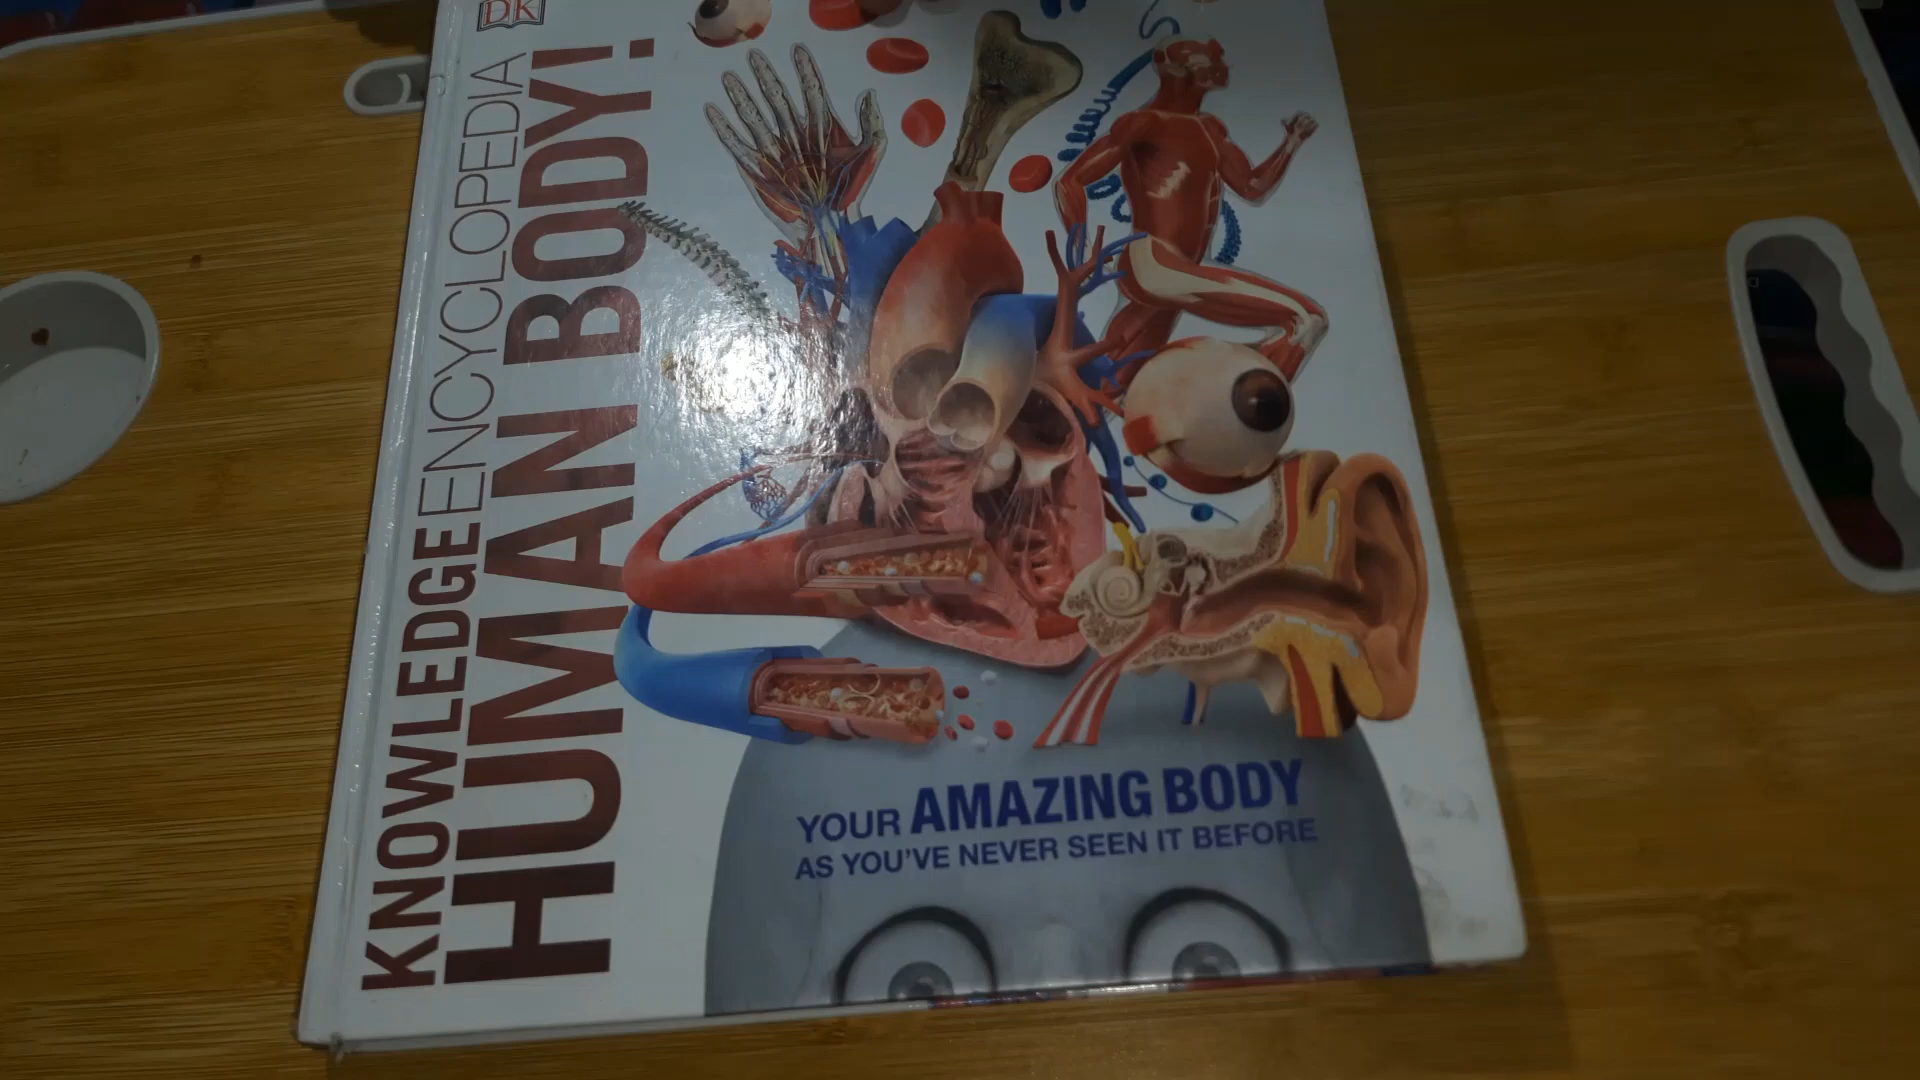 DK
KNOWLEDGE ENCYCLOPEDIA
HUMAN BODY!
YOUR AMAZING BODY
AS YOU'VE NEVER SEEN IT BEFORE